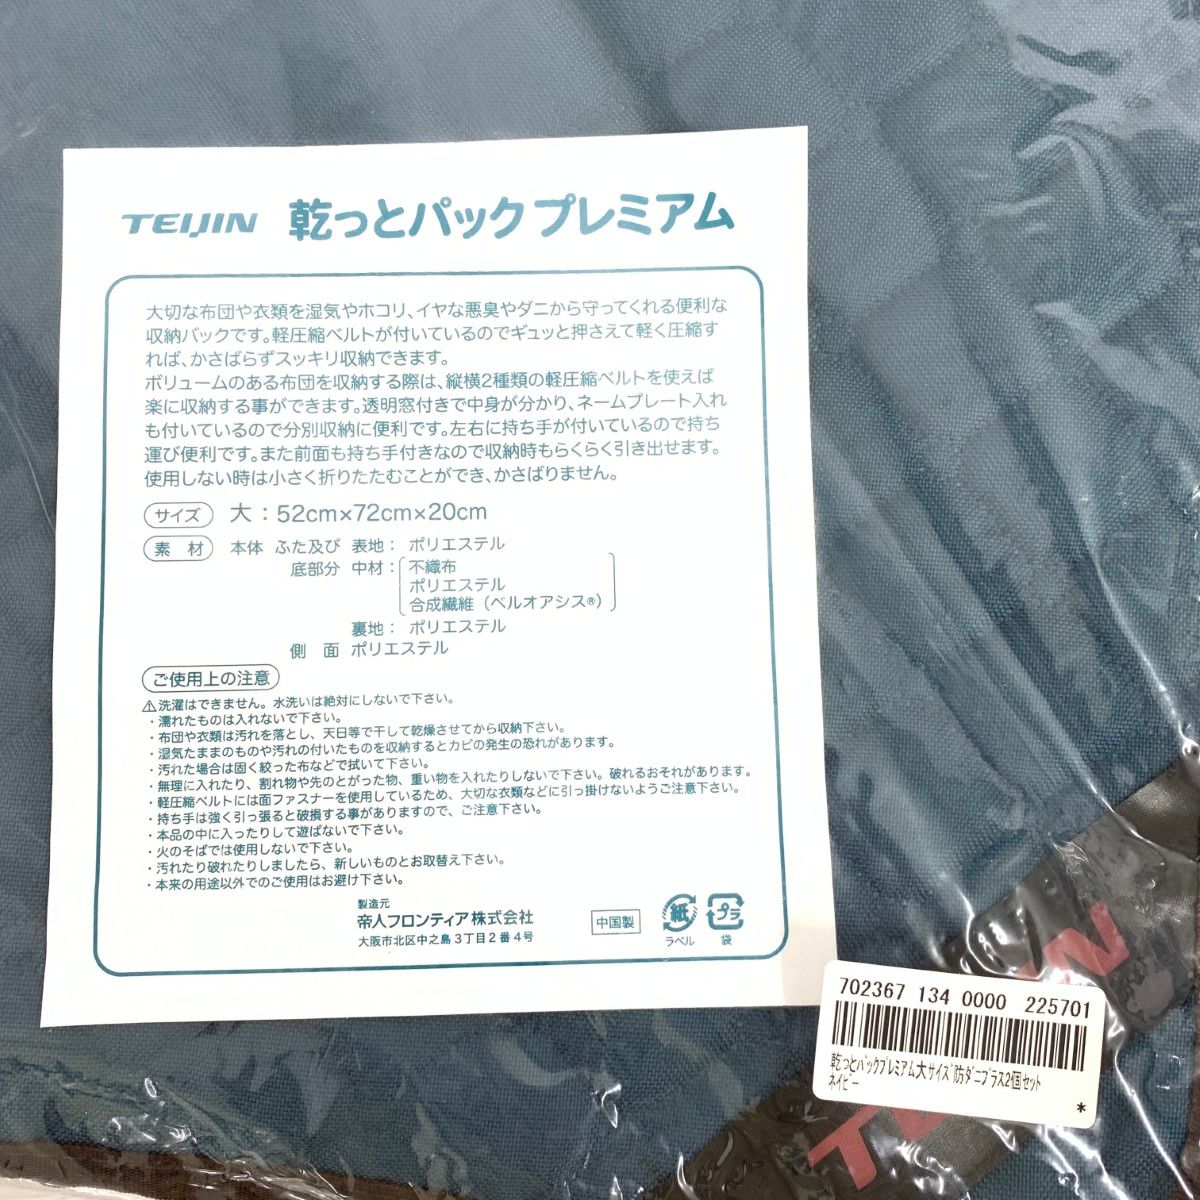 TEIJIN 乾っとパックプレミアム
大切な布団や衣類を湿気やホコリ、イヤな悪臭やダニから守ってくれる便利な
収納パックです。軽圧縮ベルトが付いているのでギュッと押さえて軽く圧縮す
れば、かさばらずスッキリ収納できます。
ボリュームのある布団を収納する際は、縦横2種類の軽圧縮ベルトを使えば
楽に収納する事ができます。透明窓付きで中身が分かり、ネームプレート入れ
も付いているので分別収納に便利です。左右に持ち手が付いているので持ち
運び便利です。また前面も持ち手付きなので収納時もらくらく引き出せます。
使用しない時は小さく折りたたむことができ、かさばりません。
サイズ 大：52cm×72cm×20cm
素材 本体 ふた及び 表地： ポリエステル
底部分 中材： 不織布
ポリエステル
合成繊維（ベルオアシス®）
裏地： ポリエステル
側面 ポリエステル
ご使用上の注意
⚠洗濯はできません。水洗いは絶対にしないで下さい。
・濡れたものは入れないで下さい。
・布団や衣類は汚れを落とし、天日等で干して乾燥させてから収納下さい。
・湿気たままのものや汚れの付いたものを収納するとカビの発生の恐れがあります。
・汚れた場合は固く絞った布などで拭いて下さい。
・無理に入れたり、割れ物や先のとがった物、重い物を入れたりしないで下さい。破れるおそれがあります。
・軽圧縮ベルトには面ファスナーを使用しているため、大切な衣類などに引っ掛けないようご注意下さい。
・持ち手は強く引っ張ると破損する事がありますので、ご注意下さい。
・本品の中に入ったりして遊ばないで下さい。
・火のそばでは使用しないで下さい。
・汚れたり破れたりしましたら、新しいものとお取替え下さい。
・本来の用途以外でのご使用はお避け下さい。
製造元
帝人フロンティア株式会社
大阪市北区中之島3丁目2番4号
中国製
紙
ラベル
プラ
袋
702367 134 0000 225701
乾っとパックプレミアム大サイズ防ダニプラス2個セット
ネイビー
*